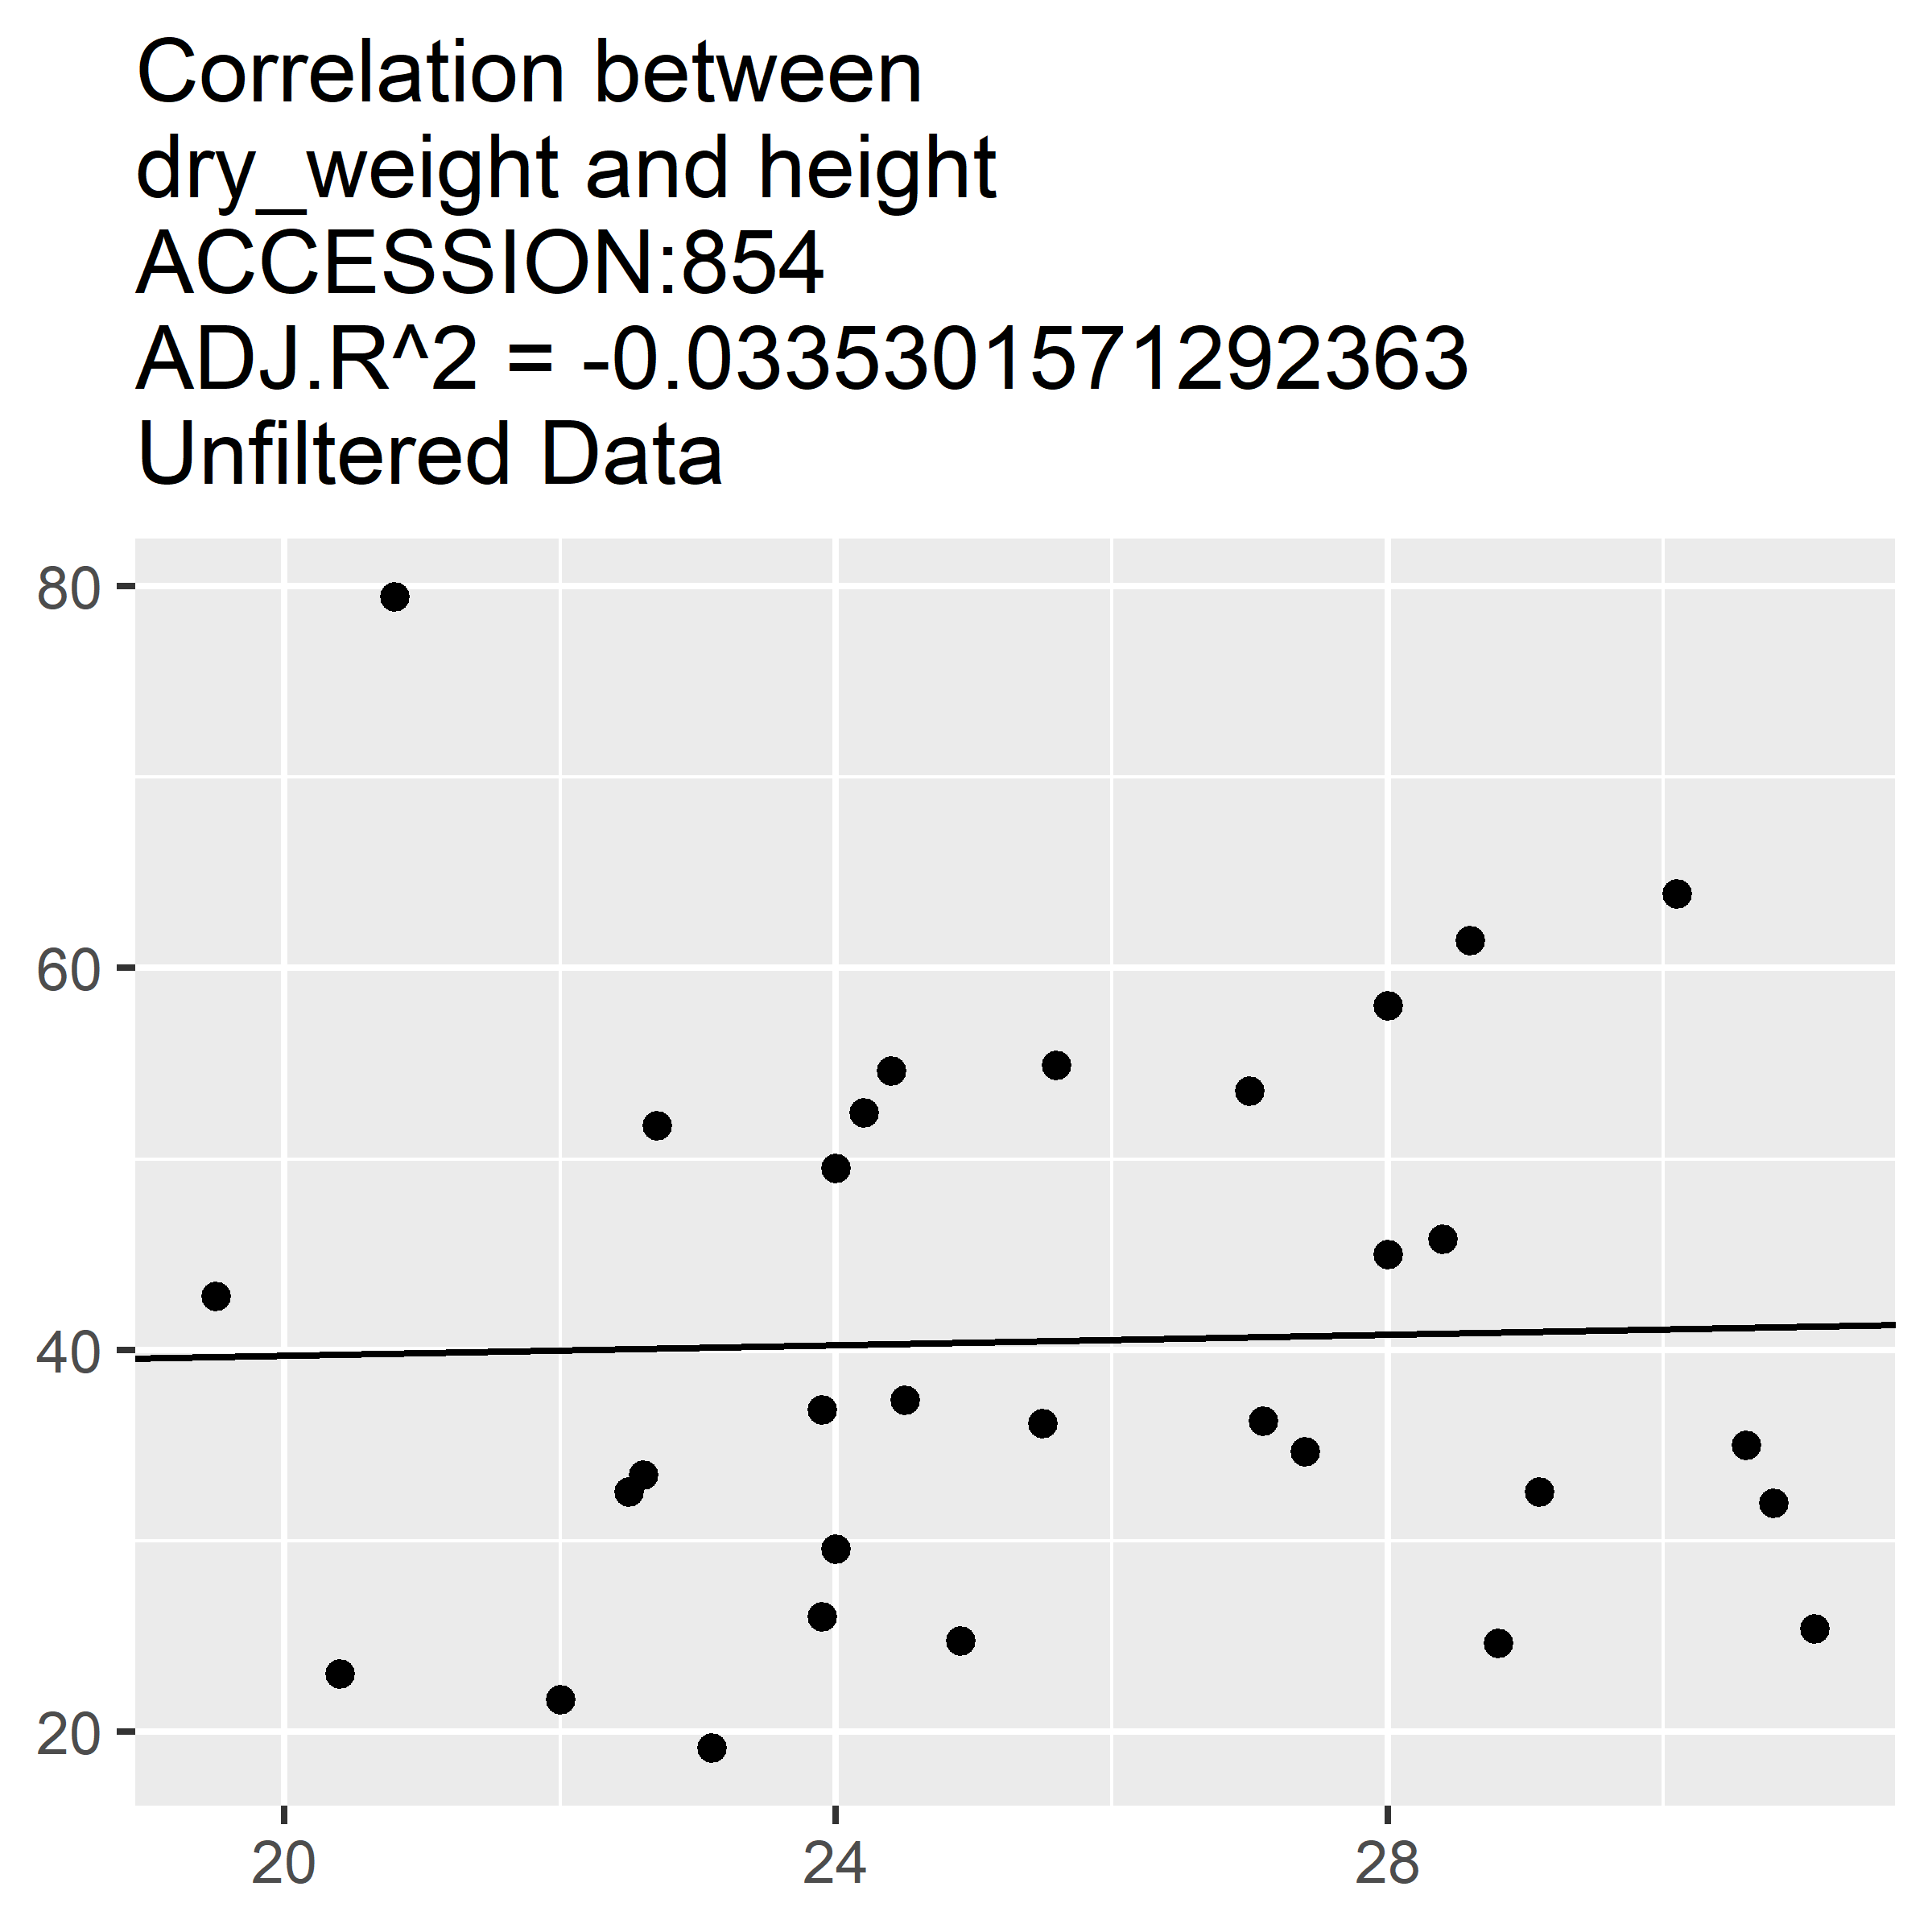 Correlation between
dry_weight and height
ACCESSION:854
ADJ.R^2 = -0.0335301571292363
Unfiltered Data
80
60
40
20
20 24 28